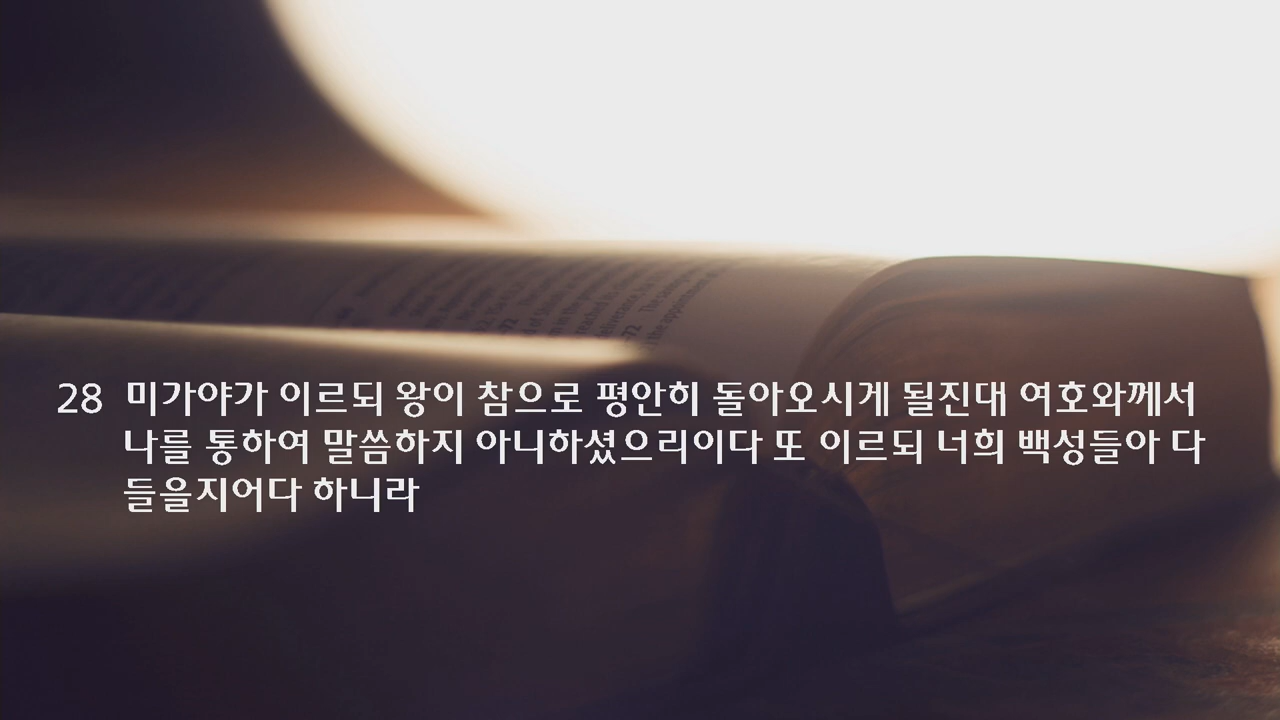 28 미가야가 이르되 왕이 참으로 평안히 돌아오시게 될진대 여호와께서
나를 통하여 말씀하지 아니하셨으리이다 또 이르되 너희 백성들아 다
들을지어다 하니라